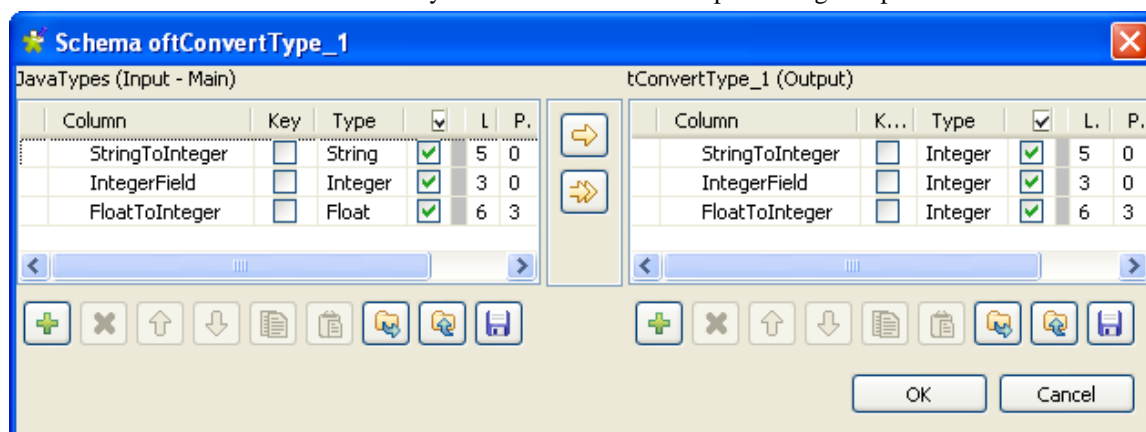 Schema oftConvertType_1
JavaTypes (Input - Main) tConvertType_1 (Output)
Column Key Type L P. Column K... Type L. P.
StringToInteger String 5 0 StringToInteger Integer 5 0
IntegerField Integer 3 0 IntegerField Integer 3 0
FloatToInteger Float 6 3 FloatToInteger Integer 6 3
OK Cancel